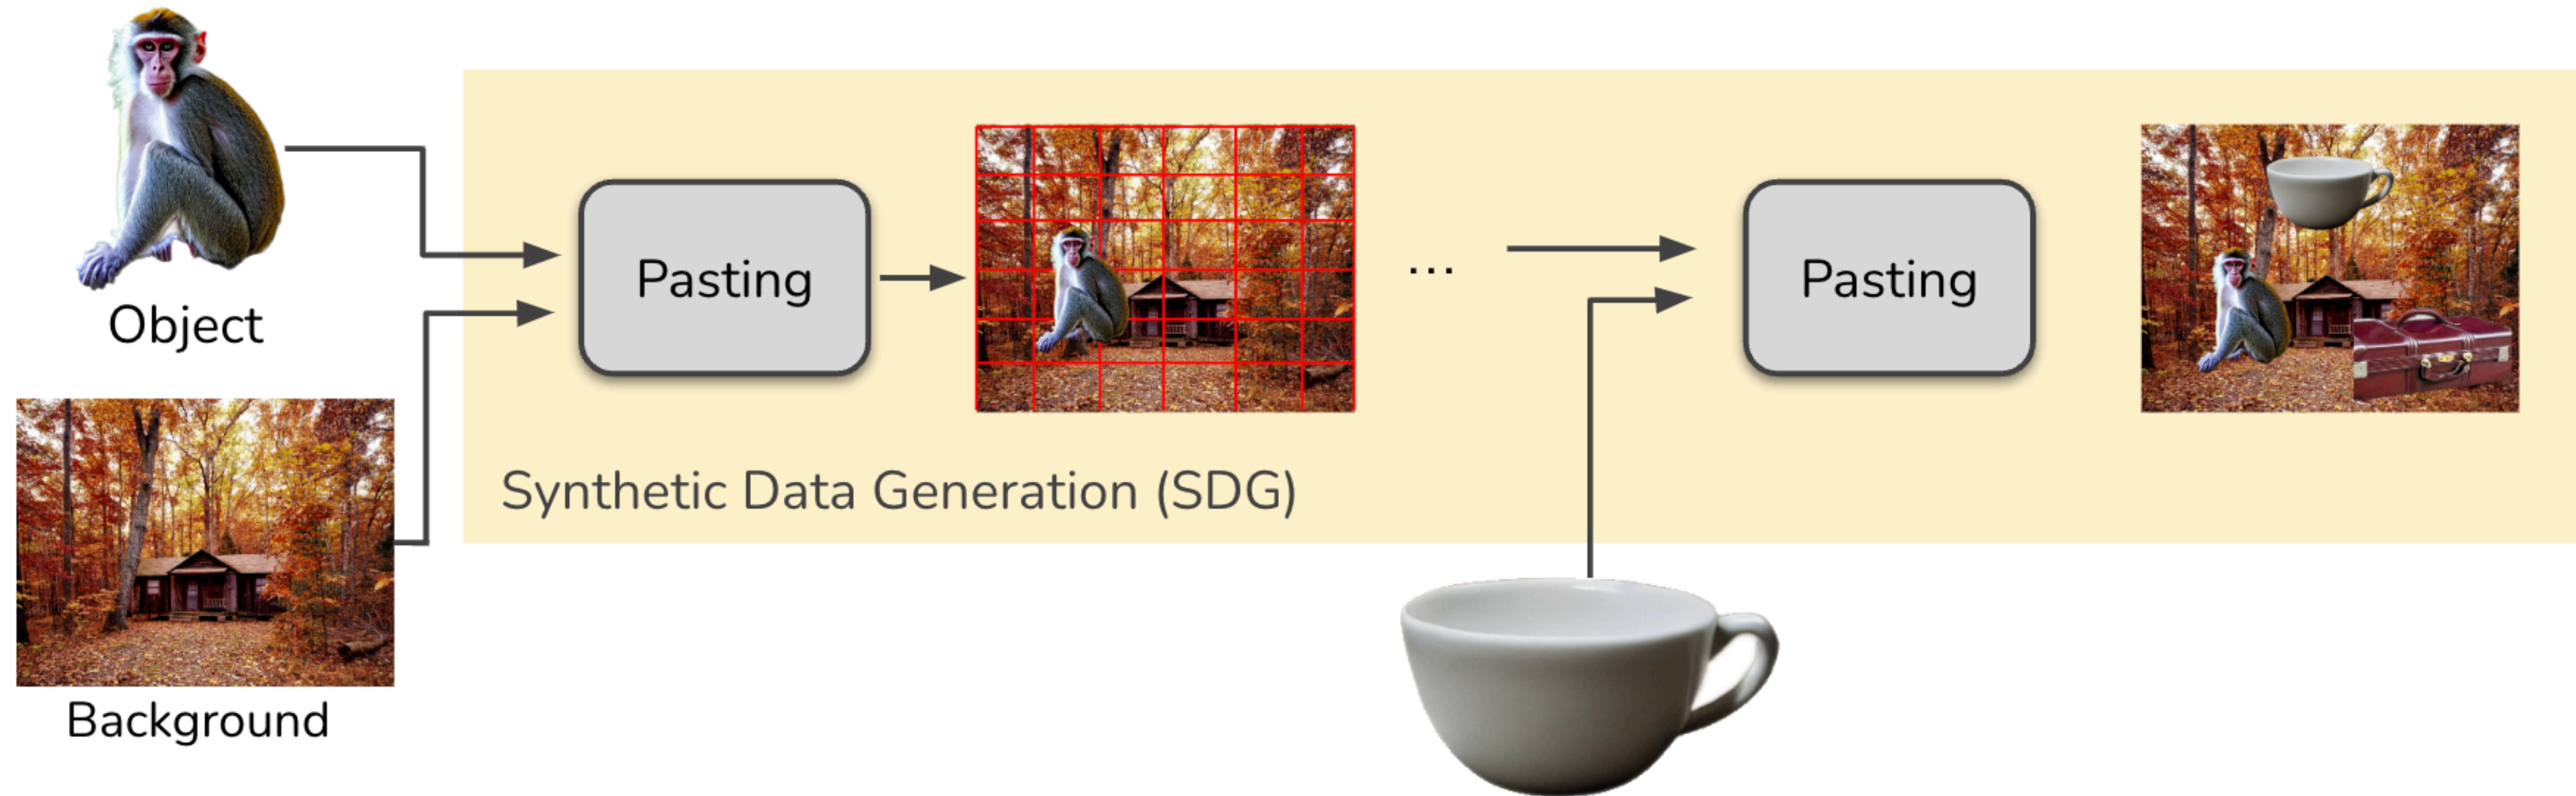 Object
Background
Pasting
Synthetic Data Generation (SDG)
...
Pasting